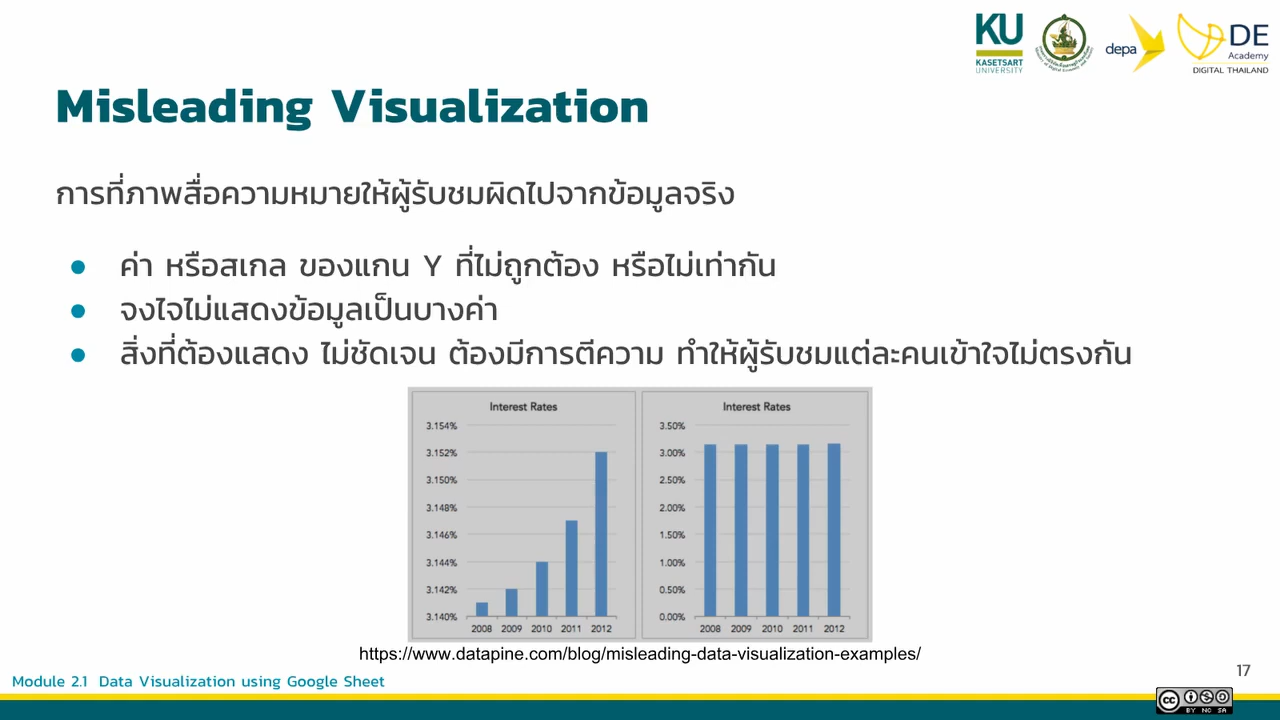 KU
KASETSART
UNIVERSITY
depa
DE
Academy
DIGITAL THAILAND
Misleading Visualization
การที่ภาพสื่อความหมายให้ผู้รับชมผิดไปจากข้อมูลจริง
● ค่า หรือสเกล ของแกน Y ที่ไม่ถูกต้อง หรือไม่เท่ากัน
● จงใจไม่แสดงข้อมูลเป็นบางค่า
● สิ่งที่ต้องแสดง ไม่ชัดเจน ต้องมีการตีความ ทำให้ผู้รับชมแต่ละคนเข้าใจไม่ตรงกัน
Interest Rates
3.154%
3.152%
3.150%
3.148%
3.146%
3.144%
3.142%
3.140%
2008 2009 2010 2011 2012
Interest Rates
3.50%
3.00%
2.50%
2.00%
1.50%
1.00%
0.50%
0.00%
2008 2009 2010 2011 2012
https://www.datapine.com/blog/misleading-data-visualization-examples/
17
Module 2.1 Data Visualization using Google Sheet
cc
BY NC SA